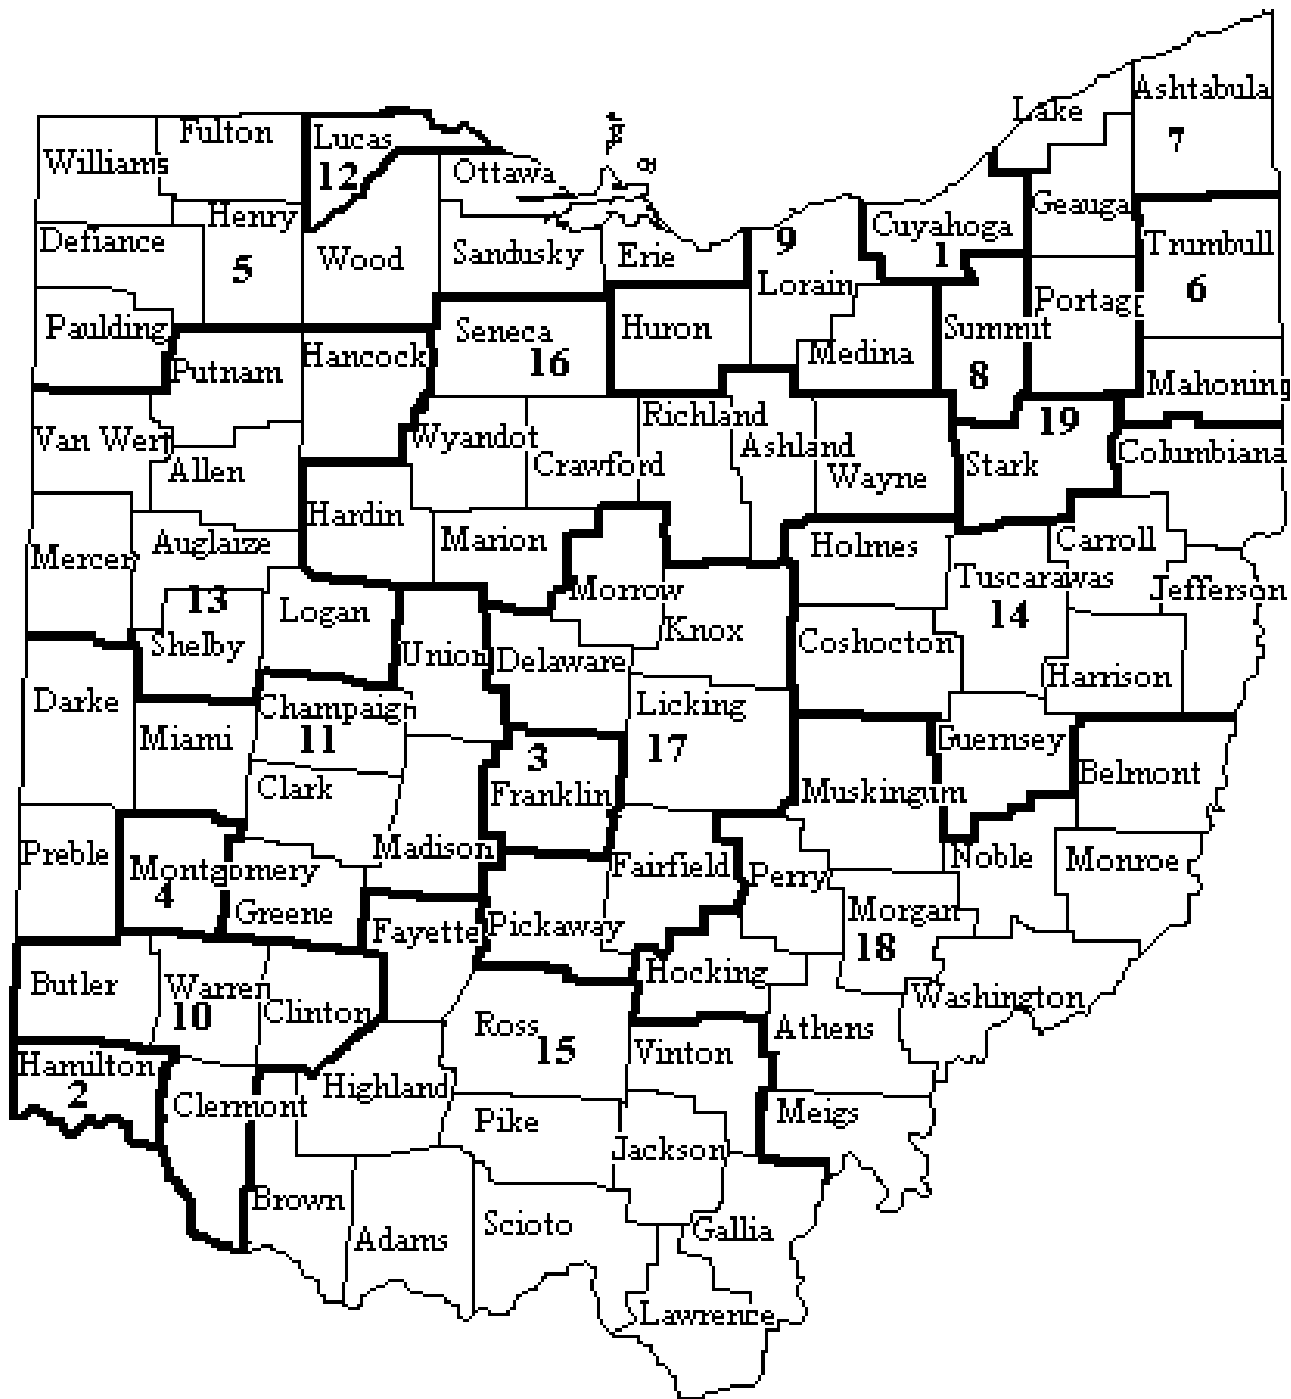 Ashtabula
Lake
7
Fulton
Lucas
Williams
12
Ottawa
Geauga
Henry
Cuyahoga
9
1
Defiance
Wood
Sandusky
Erie
Trumbull
5
Lorain
6
Portage
Paulding
Seneca
Huron
Summit
Hancock
16
Medina
8
Putnam
Mahoning
Richland
19
Van Wert
Wyandot
Ashland
Columbiana
Allen
Crawford
Wayne
Stark
Hardin
Marion
Holmes
Carroll
Mercer
Auglaize
Tuscarawas
13
Logan
Morrow
14
Jefferson
Shelby
Union
Knox
Coshocton
Delaware
Harrison
Darke
Champaign
Licking
Miami
11
3
17
Guernsey
Clark
Franklin
Muskingum
Belmont
Preble
Madison
Montgomery
Fairfield
Perry
Noble
Monroe
4
Greene
Fayette
Pickaway
Morgan
18
Butler
Warren
Hocking
Washington
10
Clinton
Ross
15
Athens
Hamilton
Vinton
2
Clermont
Highland
Pike
Meigs
Jackson
Brown
Adams
Scioto
Gallia
Lawrence